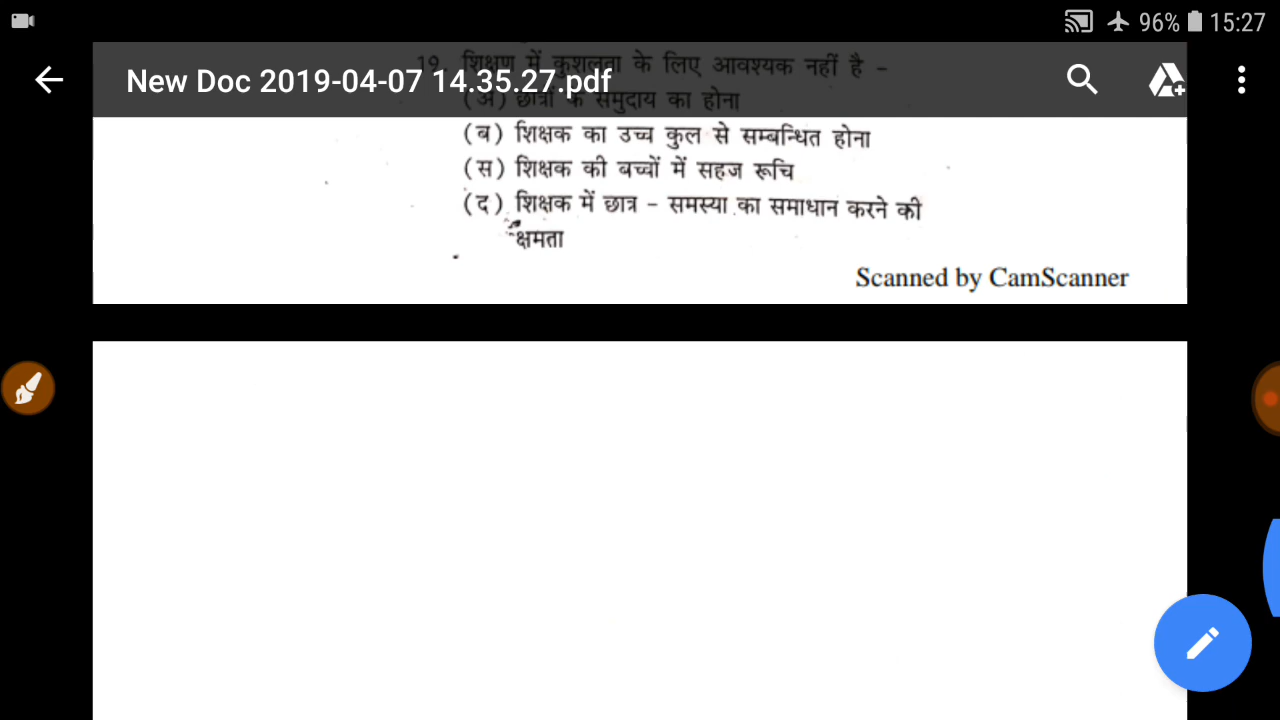 96% 15:27
19. शिक्षण में कुशलता के लिए आवश्यक नहीं है -
New Doc 2019-04-07 14.35.27.pdf
(अ) छात्रों के समुदाय का होना
(ब) शिक्षक का उच्च कुल से सम्बन्धित होना
(स) शिक्षक की बच्चों में सहज रूचि
(द) शिक्षक में छात्र - समस्या का समाधान करने की
क्षमता
Scanned by CamScanner